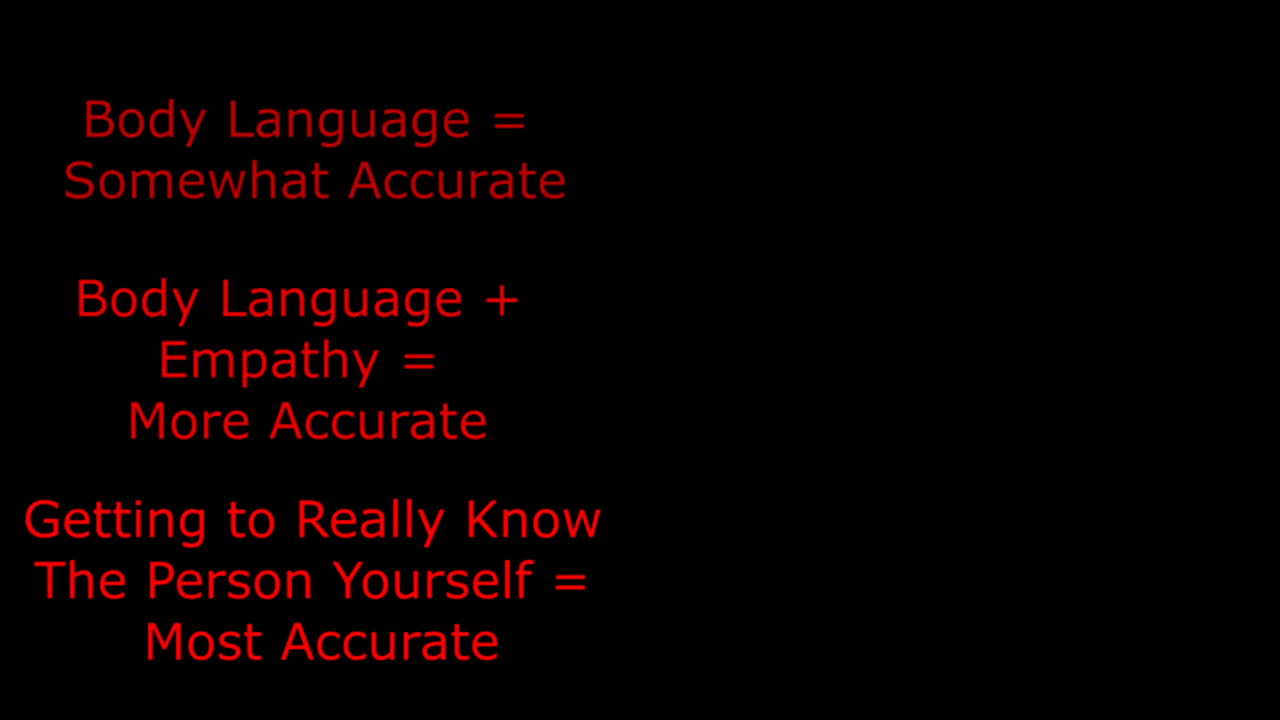 Body Language =
Somewhat Accurate
Body Language +
Empathy =
More Accurate
Getting to Really Know
The Person Yourself =
Most Accurate